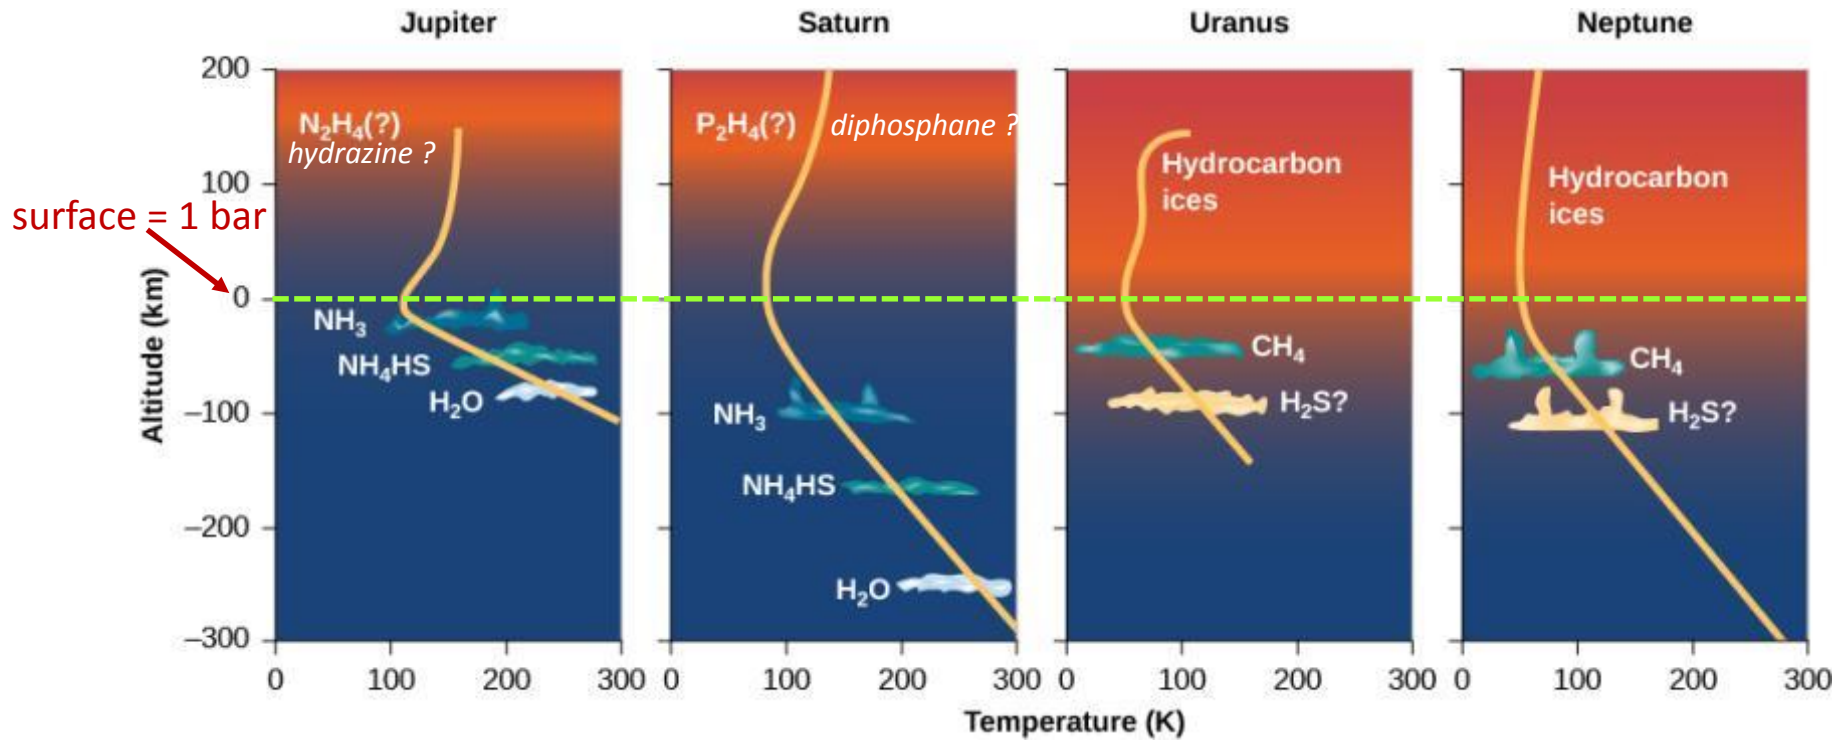 Jupiter
Saturn
Uranus
Neptune
200
100
0
–100
–200
–300
Altitude (km)
surface = 1 bar
N₂H₄(?)
hydrazine ?
NH₃
NH₄HS
H₂O
0 100 200 300
P₂H₄(?) diphosphane ?
NH₃
NH₄HS
H₂O
0 100 200 300
Hydrocarbon
ices
CH₄
H₂S?
0 100 200 300
Hydrocarbon
ices
CH₄
H₂S?
0 100 200 300
Temperature (K)